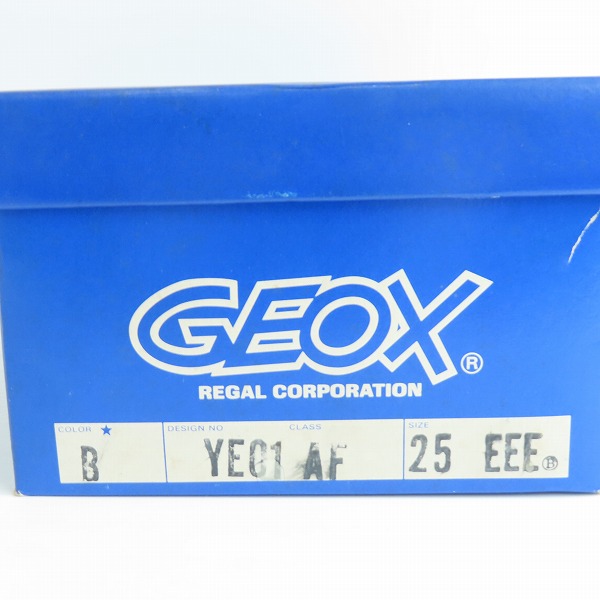 GEOX®
REGAL CORPORATION
COLOR ★ DESIGN NO CLASS SIZE
B YE01 AF 25 EEE Ⓑ